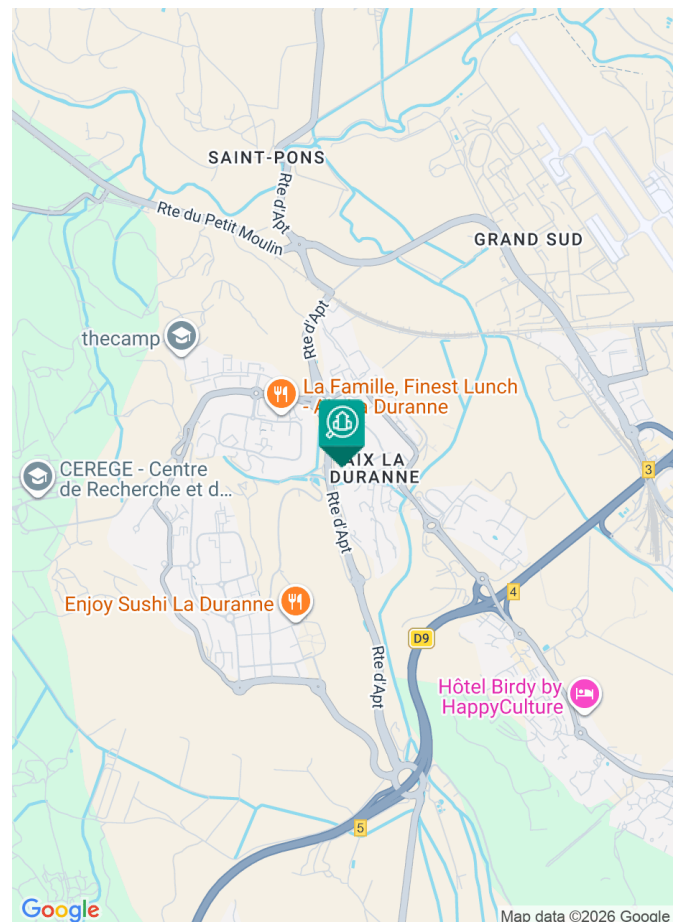 SAINT-PONS
Rte d'Apt
Rte du Petit Moulin
GRAND SUD
Rte d'Apt
thecamp
La Famille, Finest Lunch
Duranne
AIX LA
DURANNE
CEREGE - Centre
de Recherche et d...
3
Rte d'Apt
4
Enjoy Sushi La Duranne
D9
Rte d'Apt
Hôtel Birdy by
HappyCulture
5
Google
Map data ©2026 Google